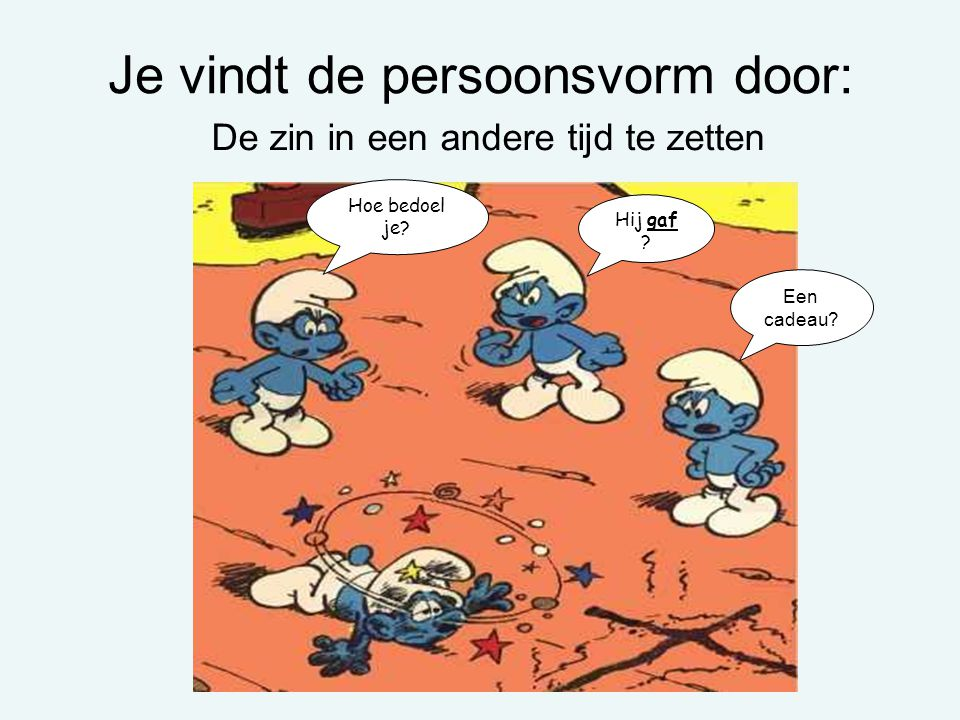 Je vindt de persoonsvorm door:
De zin in een andere tijd te zetten
Hoe bedoel
je?
Hij gaf
?
Een
cadeau?